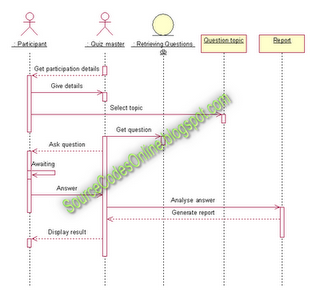 : Participant
: Quiz master
: Retrieving Questions
Question topic
Report
Get participation details
Give details
Select topic
Get question
Ask question
Awaiting
Answer
Analyse answer
Generate report
Display result
SourceCodesOnline.blogspot.com